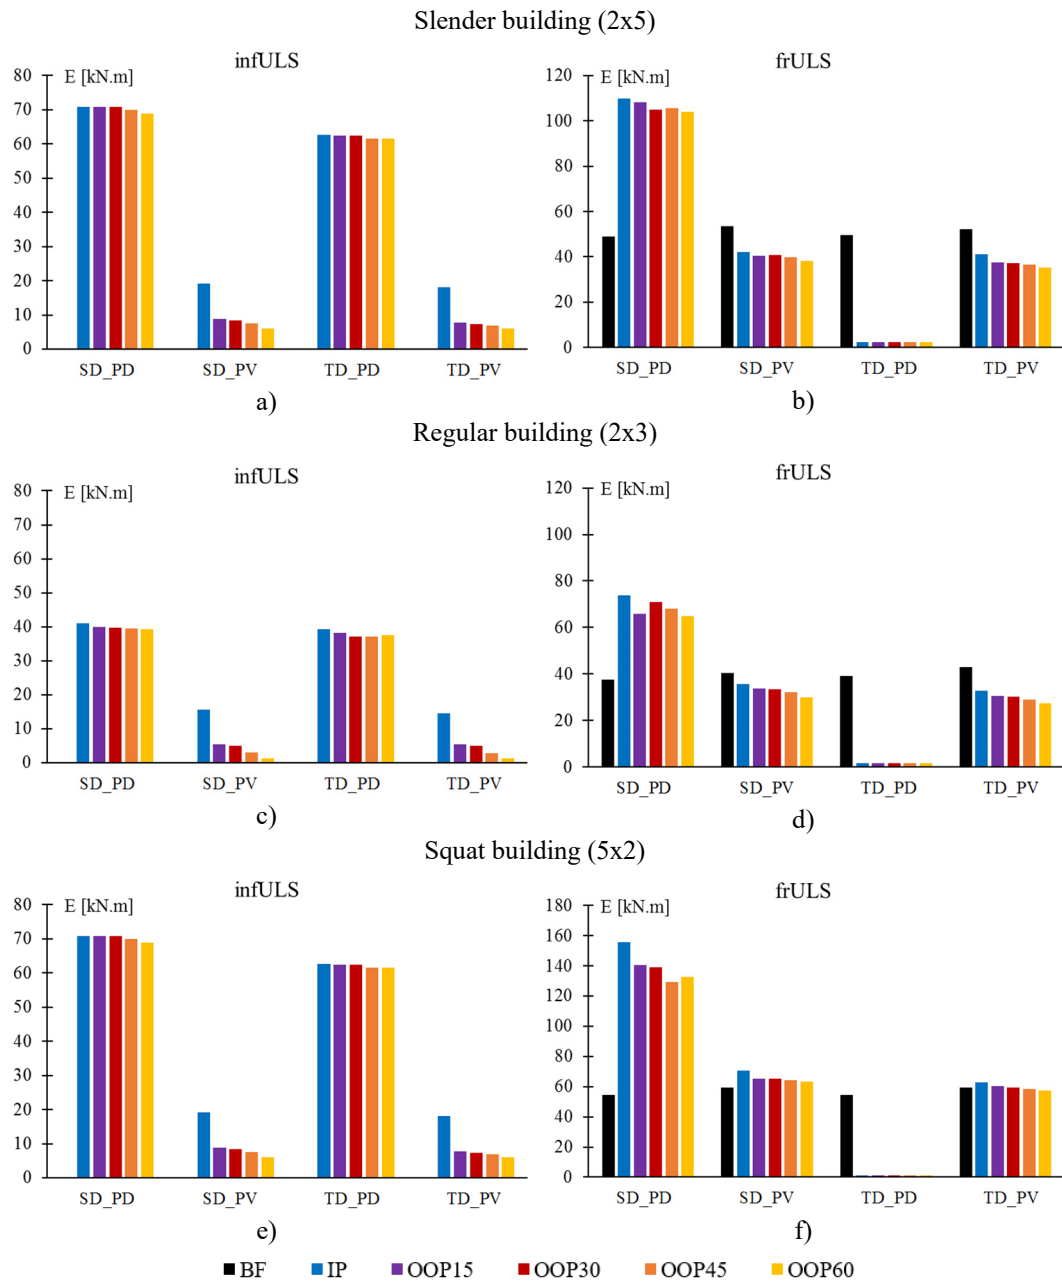 Slender building (2x5)
infULS
frULS
E [kN.m]
80
70
60
50
40
30
20
10
0
SD_PD SD_PV TD_PD TD_PV
a)
E [kN.m]
120
100
80
60
40
20
0
SD_PD SD_PV TD_PD TD_PV
b)
Regular building (2x3)
infULS
frULS
E [kN.m]
80
70
60
50
40
30
20
10
0
SD_PD SD_PV TD_PD TD_PV
c)
E [kN.m]
120
100
80
60
40
20
0
SD_PD SD_PV TD_PD TD_PV
d)
Squat building (5x2)
infULS
frULS
E [kN.m]
80
70
60
50
40
30
20
10
0
SD_PD SD_PV TD_PD TD_PV
e)
E [kN.m]
180
160
140
120
100
80
60
40
20
0
SD_PD SD_PV TD_PD TD_PV
f)
BF IP OOP15 OOP30 OOP45 OOP60